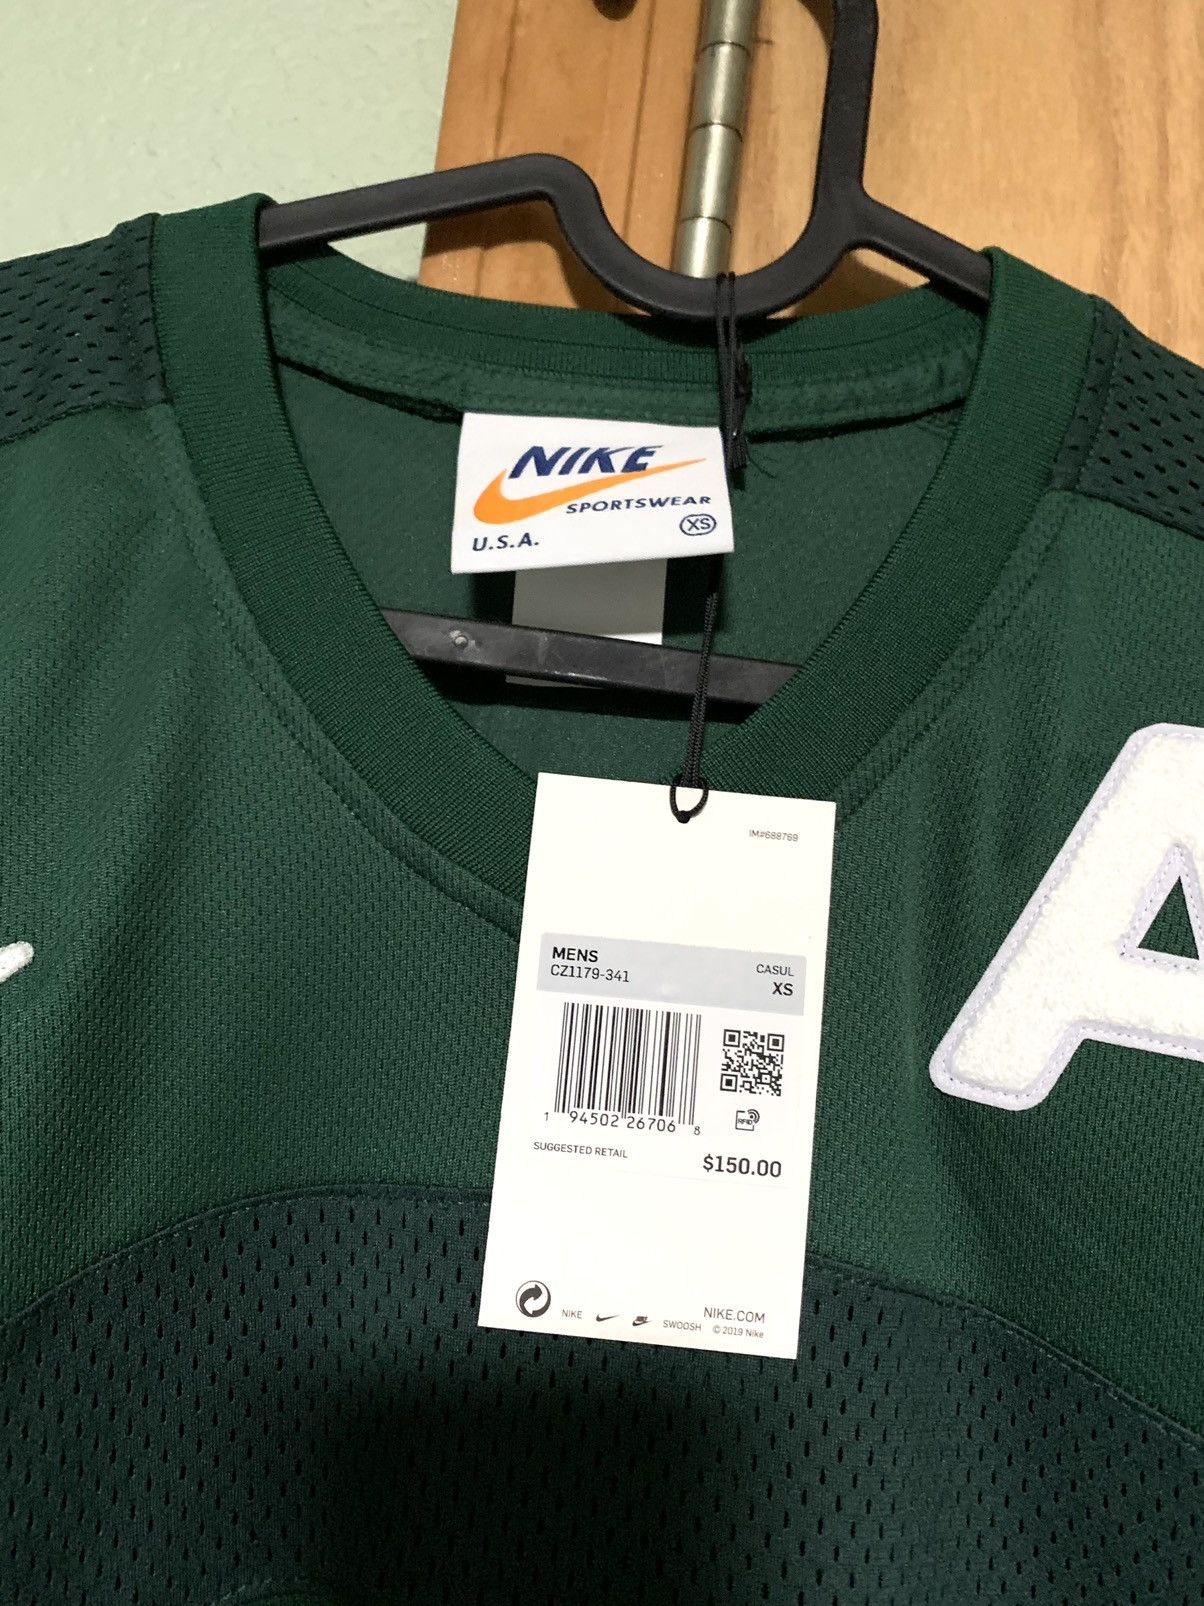 NIKE
SPORTSWEAR
U.S.A.
XS
IM#688769
MENS
CZ1179-341
CASUL
XS
1 94502 26706 8
RFID
SUGGESTED RETAIL
$150.00
NIKE
SWOOSH
NIKE.COM
© 2019 Nike
A